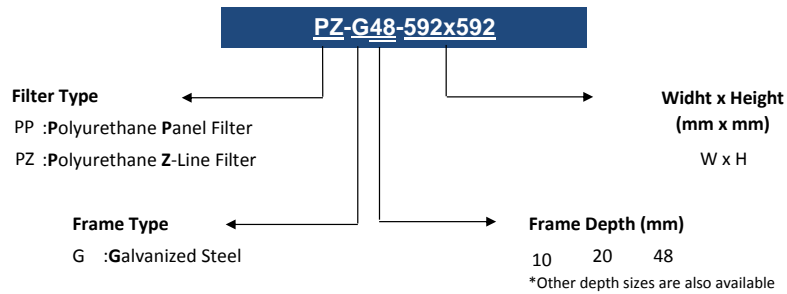 PZ-G48-592x592
Filter Type
PP :Polyurethane Panel Filter
PZ :Polyurethane Z-Line Filter
Widht x Height
(mm x mm)
W x H
Frame Type
G :Galvanized Steel
Frame Depth (mm)
10 20 48
*Other depth sizes are also available